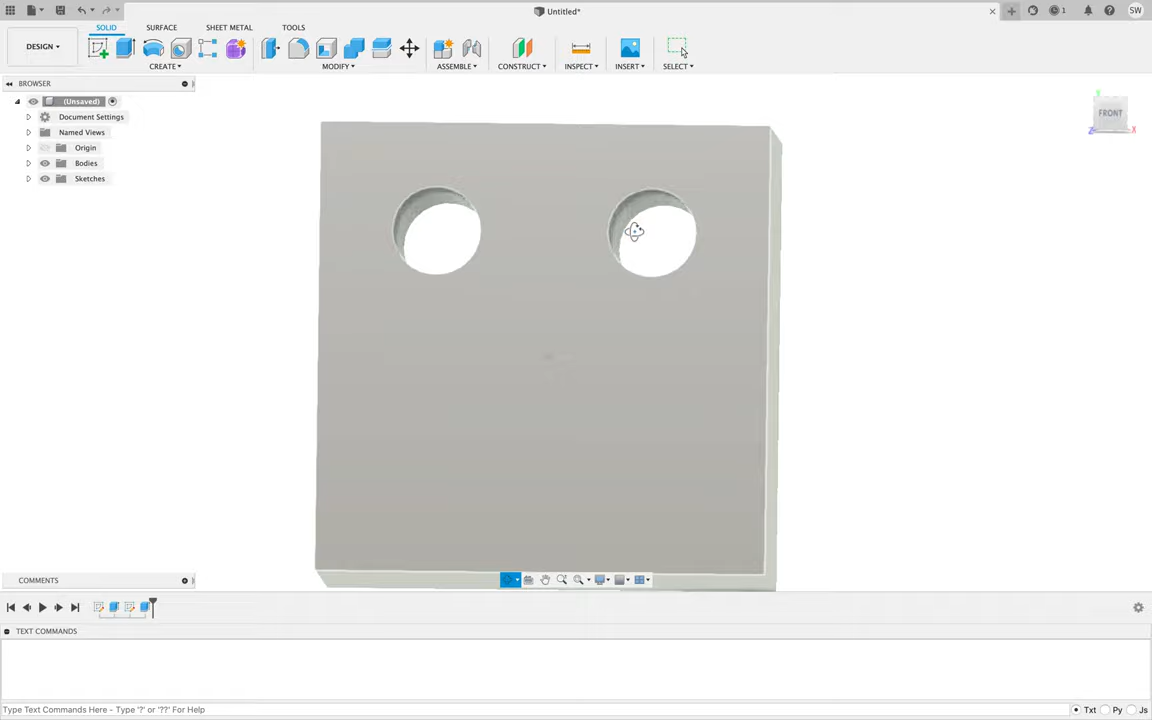 Untitled*
SW
1
DESIGN
SOLID
SURFACE
SHEET METAL
TOOLS
CREATE
MODIFY
ASSEMBLE
CONSTRUCT
INSPECT
INSERT
SELECT
BROWSER
(Unsaved)
Document Settings
Named Views
Origin
Bodies
Sketches
FRONT
Z
X
COMMENTS
TEXT COMMANDS
Type Text Commands Here - Type '?' or '??' For Help
Txt Py Js